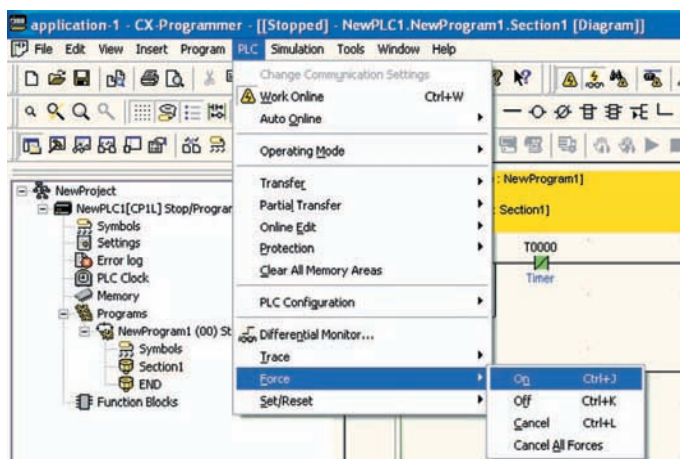 application-1 - CX-Programmer - [[Stopped] - NewPLC1.NewProgram1.Section1 [Diagram]]
File Edit View Insert Program PLC Simulation Tools Window Help
Change Communication Settings
Work Online Ctrl+W
Auto Online
Operating Mode
Transfer
Partial Transfer
Online Edit
Protection
Clear All Memory Areas
PLC Configuration
Differential Monitor...
Trace
Force
Set/Reset
On Ctrl+J
Off Ctrl+K
Cancel Ctrl+L
Cancel All Forces
NewProject
NewPLC1[CP1L] Stop/Progra
Symbols
Settings
Error log
PLC Clock
Memory
Programs
NewProgram1 (00) St
Symbols
Section1
END
Function Blocks
: NewProgram1]
: Section1]
T0000
Timer